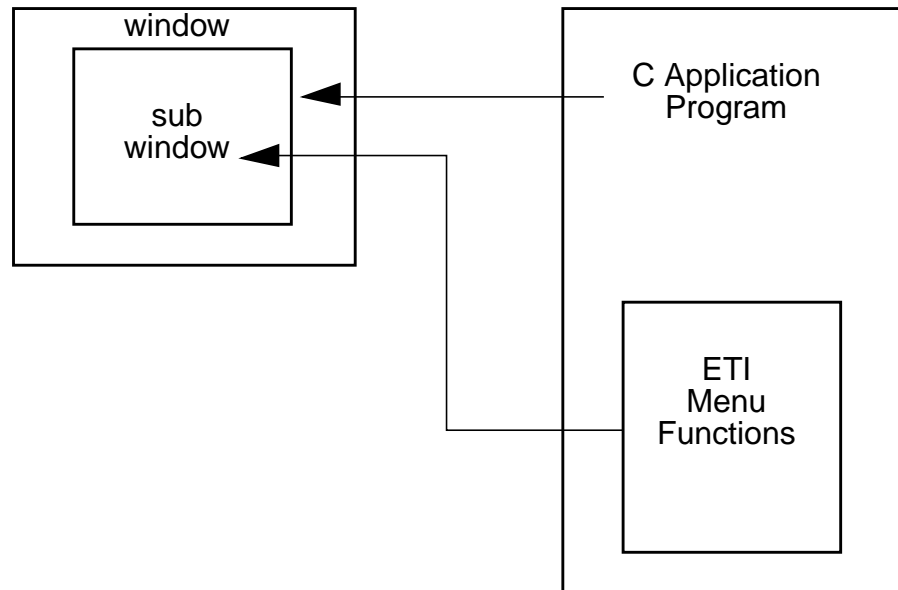 window
sub
window
C Application
Program
ETI
Menu
Functions